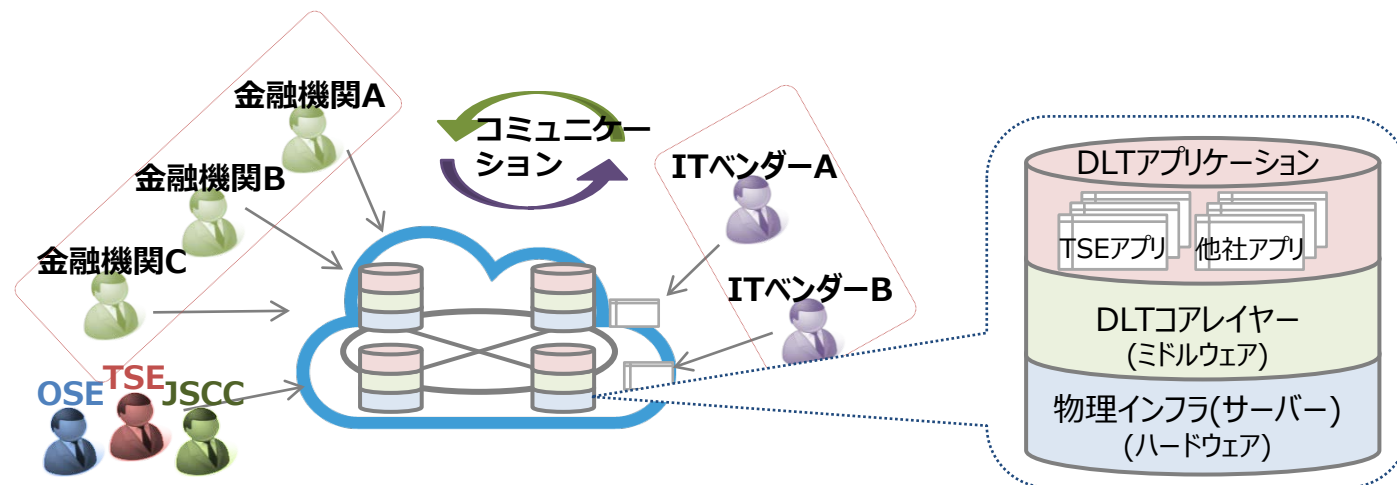 金融機関A
金融機関B
金融機関C
OSE
TSE
JSCC
コミュニケー
ション
ITベンダーA
ITベンダーB
DLTアプリケーション
TSEアプリ
他社アプリ
DLTコアレイヤー
(ミドルウェア)
物理インフラ(サーバー)
(ハードウェア)